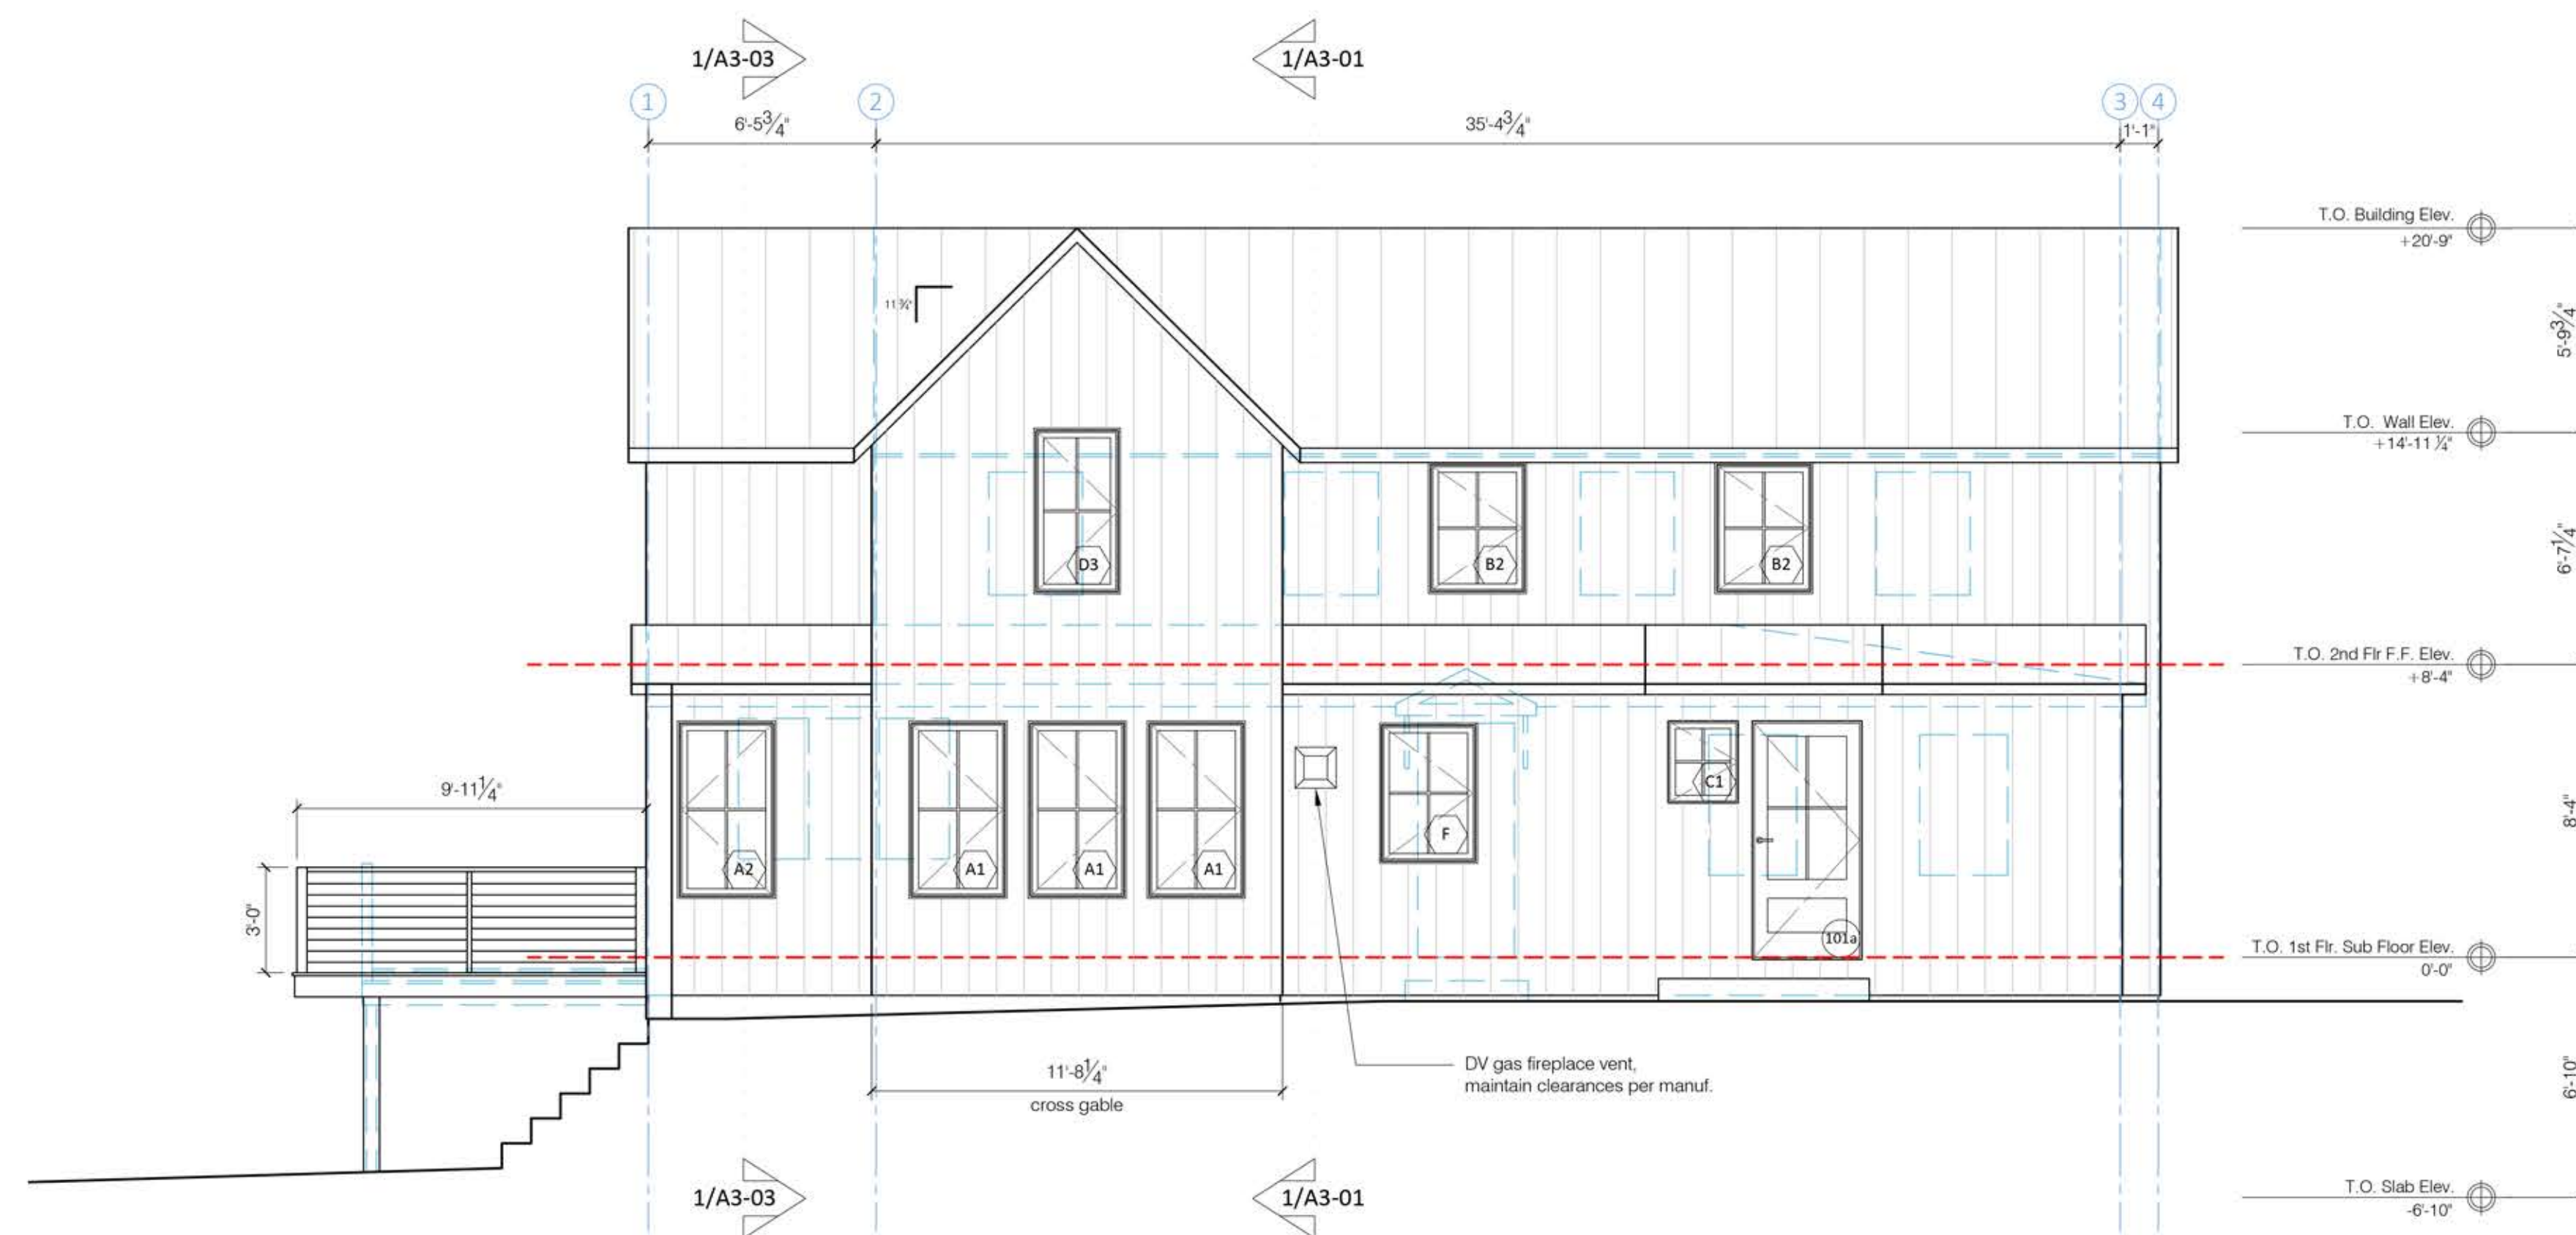 1/A3-03
1/A3-01
1
2
3
4
6'-5 3/4"
35'-4 3/4"
1'-1"
T.O. Building Elev.
+20'-9"
11 3/4"
5'-9 3/4"
T.O. Wall Elev.
+14'-11 1/4"
6'-7 1/4"
D3
B2
B2
T.O. 2nd Flr F.F. Elev.
+8'-4"
9'-11 1/4"
C1
8'-4"
F
A2
A1
A1
A1
3'-0"
101a
T.O. 1st Flr. Sub Floor Elev.
0'-0"
DV gas fireplace vent,
maintain clearances per manuf.
11'-8 1/4"
cross gable
6'-10"
1/A3-03
1/A3-01
T.O. Slab Elev.
-6'-10"